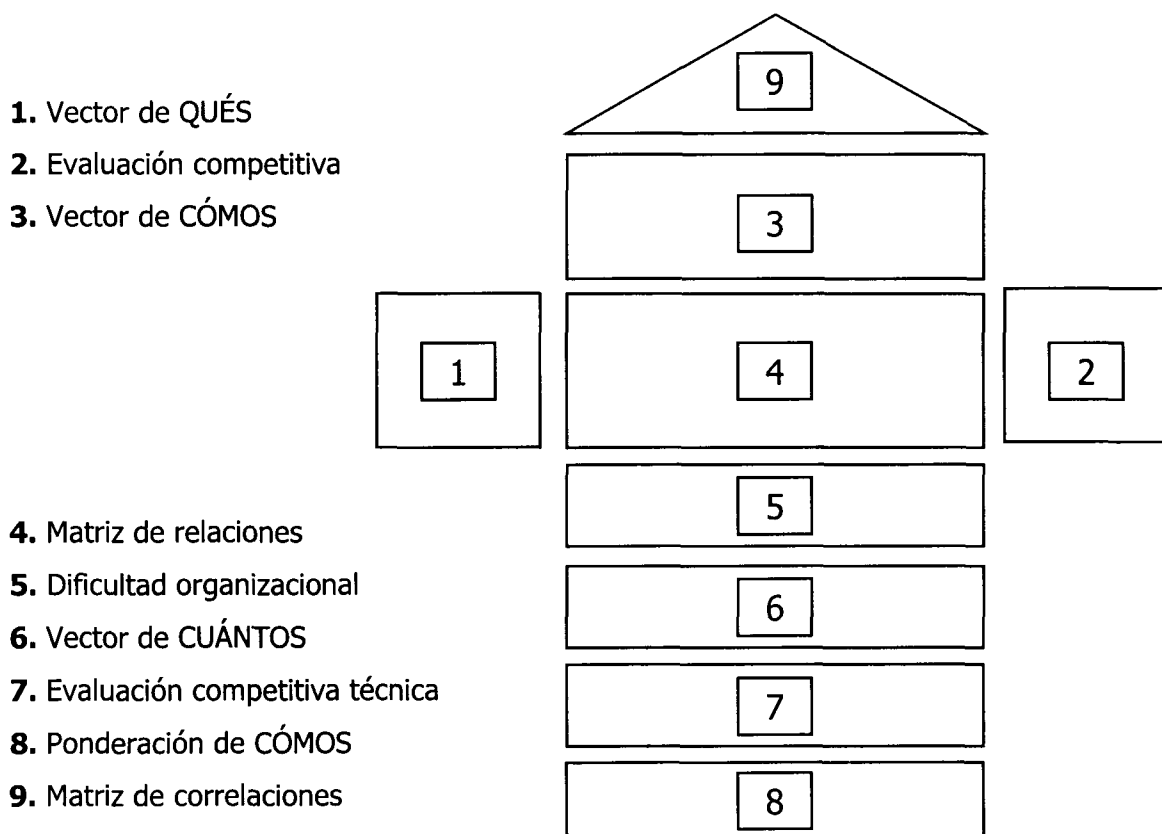 9
1. Vector de QUÉS
2. Evaluación competitiva
3. Vector de CÓMOS
3
1
4
2
5
4. Matriz de relaciones
5. Dificultad organizacional
6
6. Vector de CUÁNTOS
7. Evaluación competitiva técnica
7
8. Ponderación de CÓMOS
9. Matriz de correlaciones
8